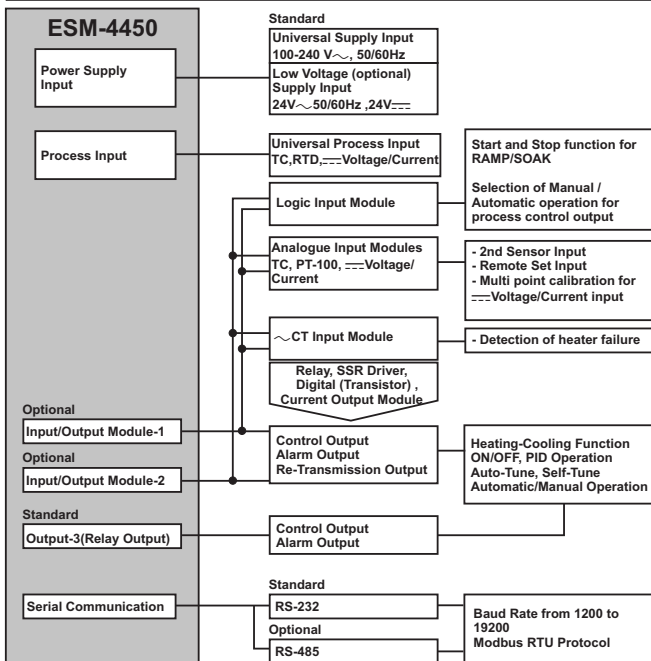 ESM-4450
Power Supply
Input
Standard
Universal Supply Input
100-240 V∼, 50/60Hz
Low Voltage (optional)
Supply Input
24V∼50/60Hz ,24V⎓
Process Input
Universal Process Input
TC,RTD,⎓Voltage/Current
Logic Input Module
Start and Stop function for
RAMP/SOAK
Selection of Manual /
Automatic operation for
process control output
Analogue Input Modules
TC, PT-100, ⎓Voltage/
Current
- 2nd Sensor Input
- Remote Set Input
- Multi point calibration for
⎓Voltage/Current input
∼CT Input Module
- Detection of heater failure
Relay, SSR Driver,
Digital (Transistor) ,
Current Output Module
Optional
Input/Output Module-1
Optional
Input/Output Module-2
Control Output
Alarm Output
Re-Transmission Output
Heating-Cooling Function
ON/OFF, PID Operation
Auto-Tune, Self-Tune
Automatic/Manual Operation
Standard
Output-3(Relay Output)
Control Output
Alarm Output
Serial Communication
Standard
RS-232
Optional
RS-485
Baud Rate from 1200 to
19200
Modbus RTU Protocol